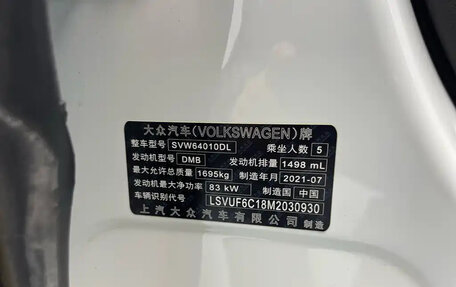 大众汽车(VOLKSWAGEN)牌
整车型号 SVW64010DL 乘坐人数 5
发动机型号 DMB 发动机排量 1498 mL
最大允许总质量 1695kg 制造年月 2021-07
发动机最大净功率 83 kW 制造国 中国
车辆识别代号 LSVUF6C18M2030930
上汽大众汽车有限公司 制造